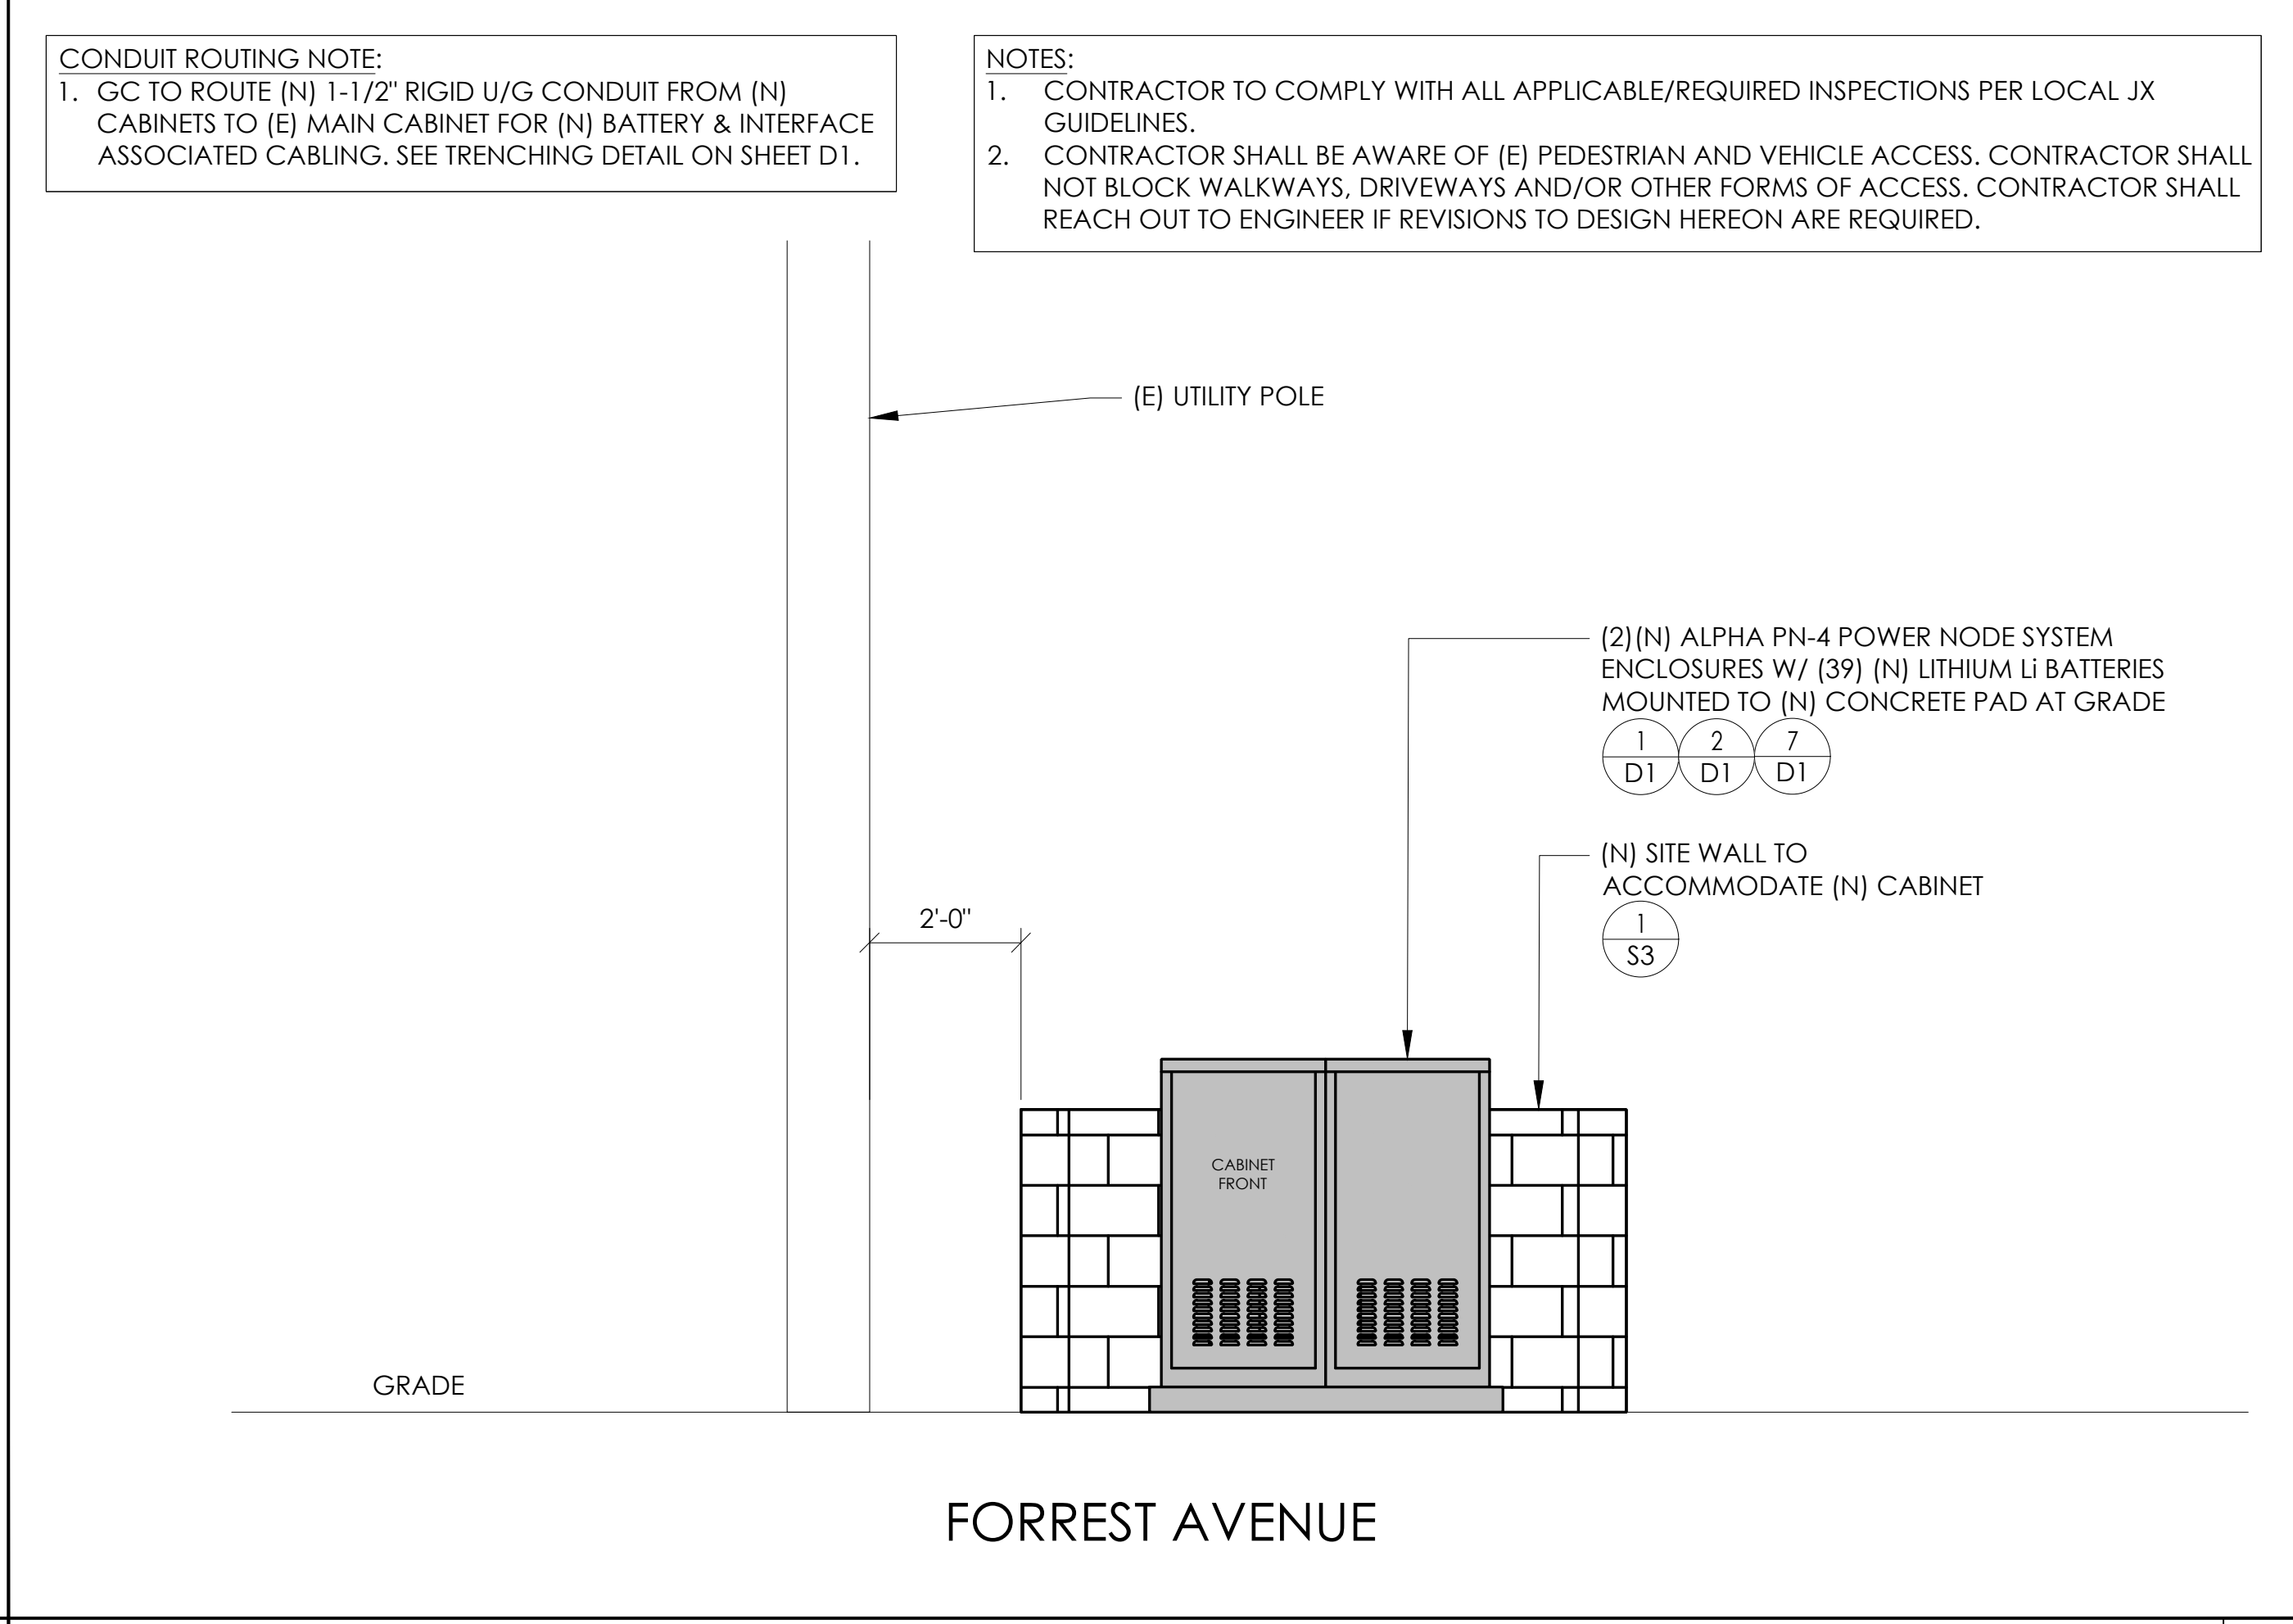 CONDUIT ROUTING NOTE:
1. GC TO ROUTE (N) 1-1/2" RIGID U/G CONDUIT FROM (N)
CABINETS TO (E) MAIN CABINET FOR (N) BATTERY & INTERFACE
ASSOCIATED CABLING. SEE TRENCHING DETAIL ON SHEET D1.
NOTES:
1. CONTRACTOR TO COMPLY WITH ALL APPLICABLE/REQUIRED INSPECTIONS PER LOCAL JX
GUIDELINES.
2. CONTRACTOR SHALL BE AWARE OF (E) PEDESTRIAN AND VEHICLE ACCESS. CONTRACTOR SHALL
NOT BLOCK WALKWAYS, DRIVEWAYS AND/OR OTHER FORMS OF ACCESS. CONTRACTOR SHALL
REACH OUT TO ENGINEER IF REVISIONS TO DESIGN HEREON ARE REQUIRED.
(E) UTILITY POLE
(2)(N) ALPHA PN-4 POWER NODE SYSTEM
ENCLOSURES W/ (39) (N) LITHIUM Li BATTERIES
MOUNTED TO (N) CONCRETE PAD AT GRADE
1 2 7
D1 D1 D1
(N) SITE WALL TO
ACCOMMODATE (N) CABINET
1
S3
2'-0"
CABINET
FRONT
GRADE
FORREST AVENUE